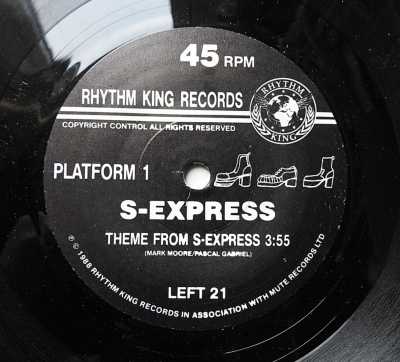 45 RPM
RHYTHM KING RECORDS
RHYTHM
KING
COPYRIGHT CONTROL ALL RIGHTS RESERVED
PLATFORM 1
S-EXPRESS
THEME FROM S-EXPRESS 3:55
(MARK MOORE/PASCAL GABRIEL)
LEFT 21
℗ © 1988 RHYTHM KING RECORDS IN ASSOCIATION WITH MUTE RECORDS LTD